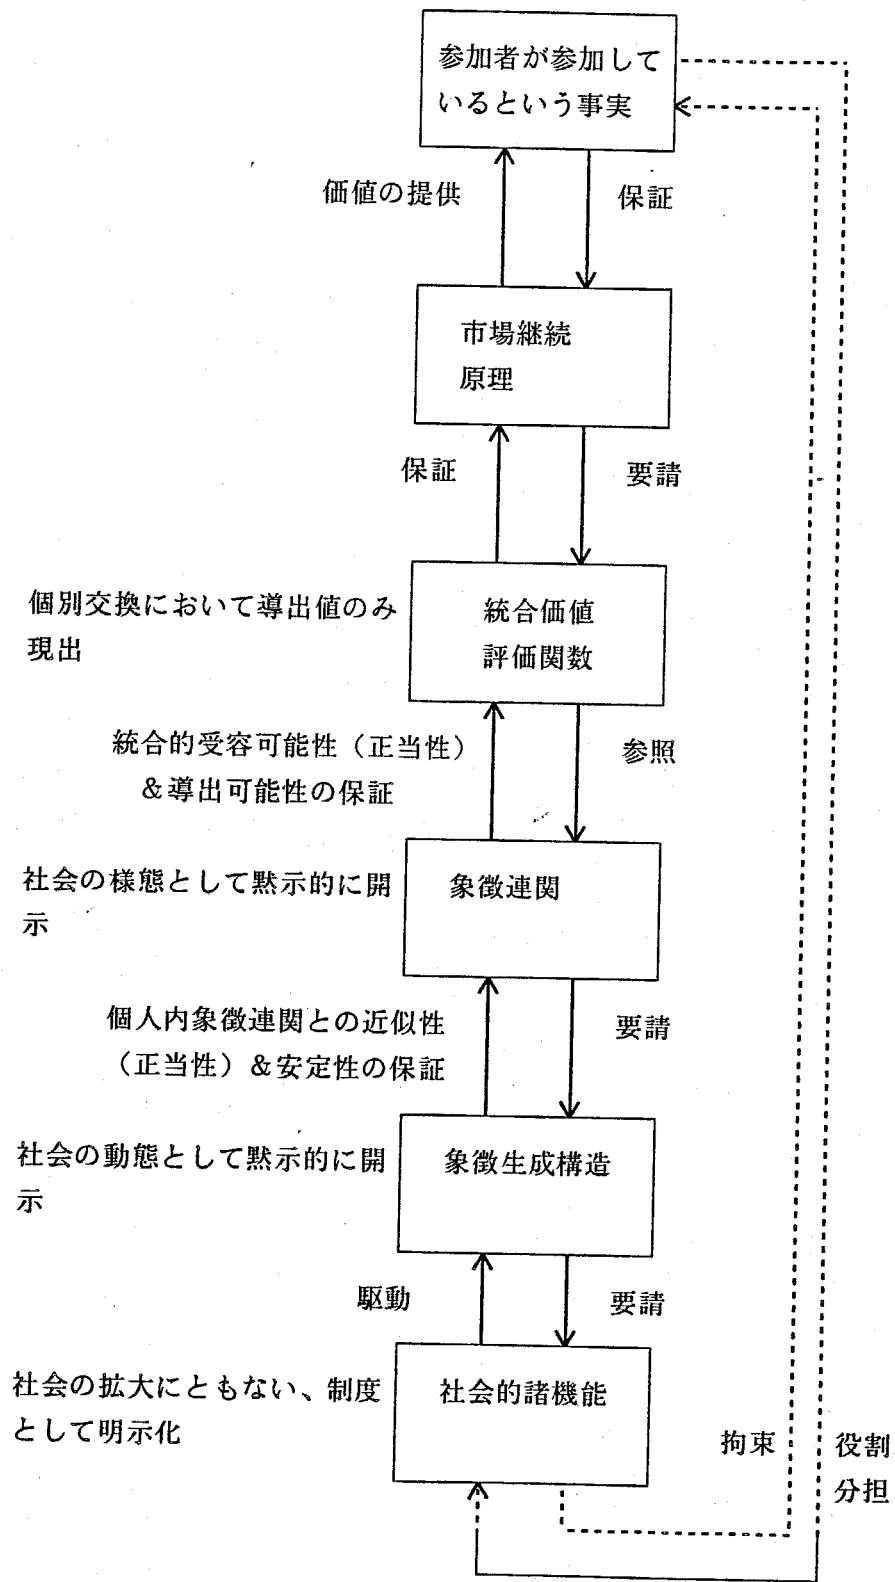 参加者が参加して
いるという事実
価値の提供
保証
市場継続
原理
保証
要請
個別交換において導出値のみ
現出
統合価値
評価関数
統合的受容可能性（正当性）
＆導出可能性の保証
参照
社会の様態として黙示的に開
示
象徴連関
個人内象徴連関との近似性
（正当性）＆安定性の保証
要請
社会の動態として黙示的に開
示
象徴生成構造
駆動
要請
社会の拡大にともない、制度
として明示化
社会的諸機能
拘束
役割
分担